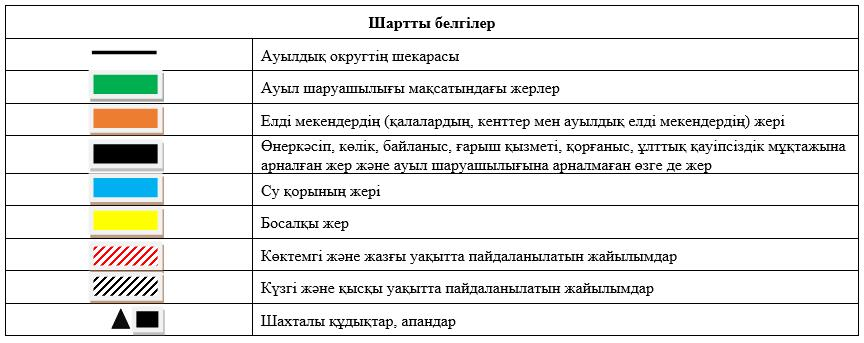 Шартты белгілер
Ауылдық округтің шекарасы
Ауыл шаруашылығы мақсатындағы жерлер
Елді мекендердің (қалалардың, кенттер мен ауылдық елді мекендердің) жері
Өнеркәсіп, көлік, байланыс, ғарыш қызметі, қорғаныс, ұлттық қауіпсіздік мұқтажына
арналған жер және ауыл шаруашылығына арналмаған өзге де жер
Су қорының жері
Босалқы жер
Көктемгі және жазғы уақытта пайдаланылатын жайылымдар
Күзгі және қысқы уақытта пайдаланылатын жайылымдар
Шахталы құдықтар, апандар